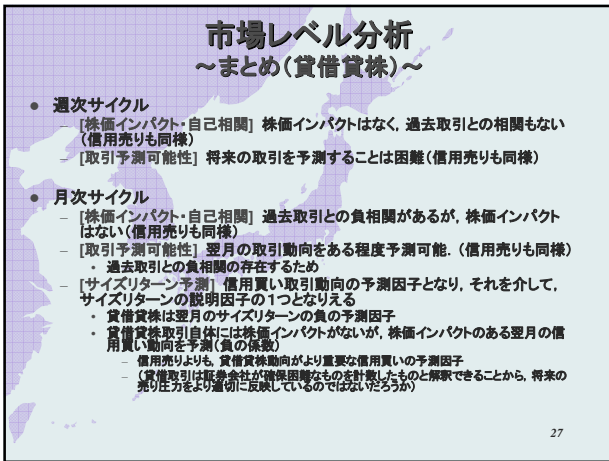 市場レベル分析
～まとめ(貸借貸株)～
● 週次サイクル
– [株価インパクト・自己相関] 株価インパクトはなく, 過去取引との相関もない
(信用売りも同様)
– [取引予測可能性] 将来の取引を予測することは困難(信用売りも同様)
● 月次サイクル
– [株価インパクト・自己相関] 過去取引との負相関があるが, 株価インパクト
はない(信用売りも同様)
– [取引予測可能性] 翌月の取引動向をある程度予測可能. (信用売りも同様)
• 過去取引との負相関の存在するため
– [サイズリターン予測] 信用買い取引動向の予測因子となり, それを介して,
サイズリターンの説明因子の1つとなりえる
• 貸借貸株は翌月のサイズリターンの負の予測因子
• 貸借貸株取引自体には株価インパクトがないが, 株価インパクトのある翌月の信
用買い動向を予測(負の係数)
– 信用売りよりも, 貸借貸株動向がより重要な信用買いの予測因子
– (貸借取引は証券会社が確保困難なものを計数したものと解釈できることから, 将来の
売り圧力をより適切に反映しているのではないだろうか)
27